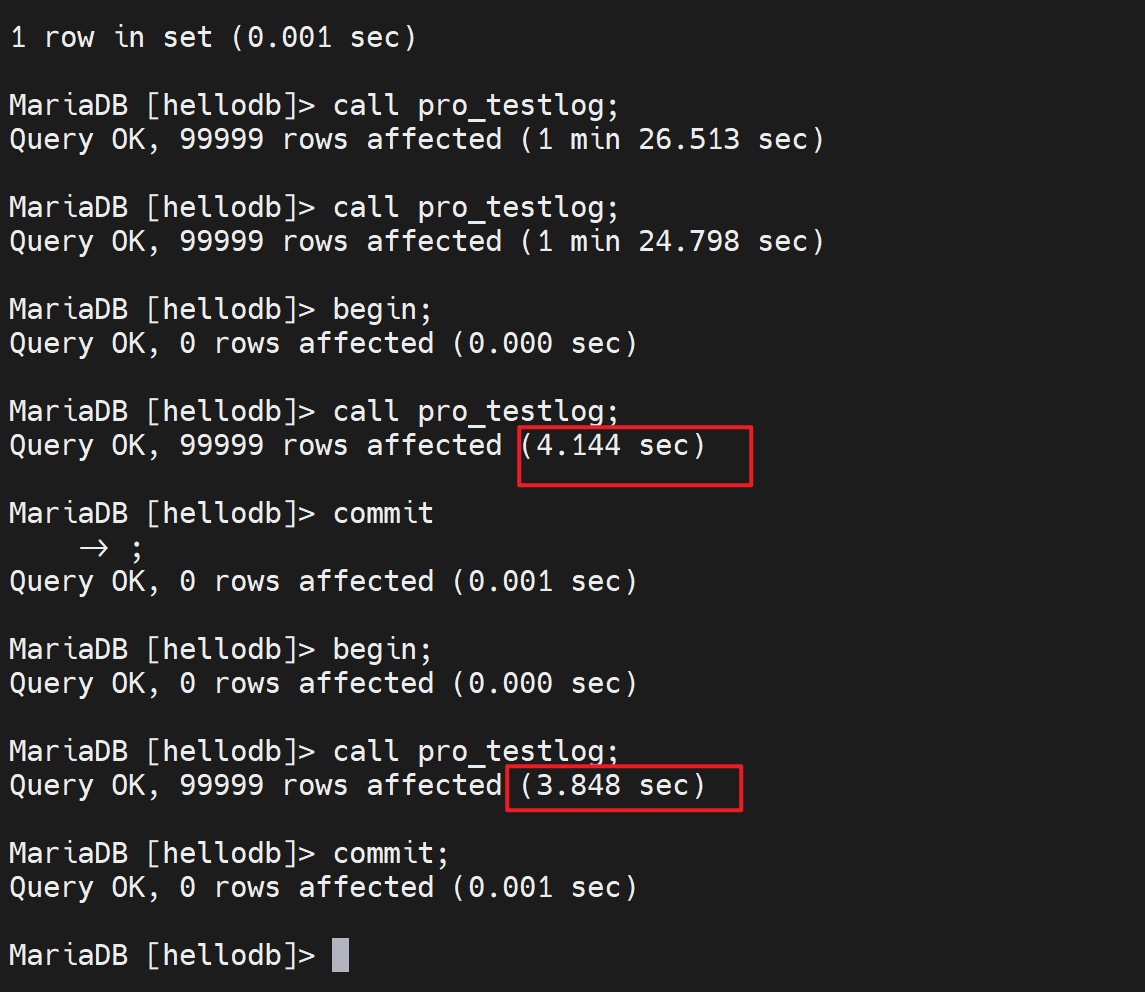 1 row in set (0.001 sec)
MariaDB [hellodb]> call pro_testlog;
Query OK, 99999 rows affected (1 min 26.513 sec)
MariaDB [hellodb]> call pro_testlog;
Query OK, 99999 rows affected (1 min 24.798 sec)
MariaDB [hellodb]> begin;
Query OK, 0 rows affected (0.000 sec)
MariaDB [hellodb]> call pro_testlog;
Query OK, 99999 rows affected (4.144 sec)
MariaDB [hellodb]> commit
    → ;
Query OK, 0 rows affected (0.001 sec)
MariaDB [hellodb]> begin;
Query OK, 0 rows affected (0.000 sec)
MariaDB [hellodb]> call pro_testlog;
Query OK, 99999 rows affected (3.848 sec)
MariaDB [hellodb]> commit;
Query OK, 0 rows affected (0.001 sec)
MariaDB [hellodb]>